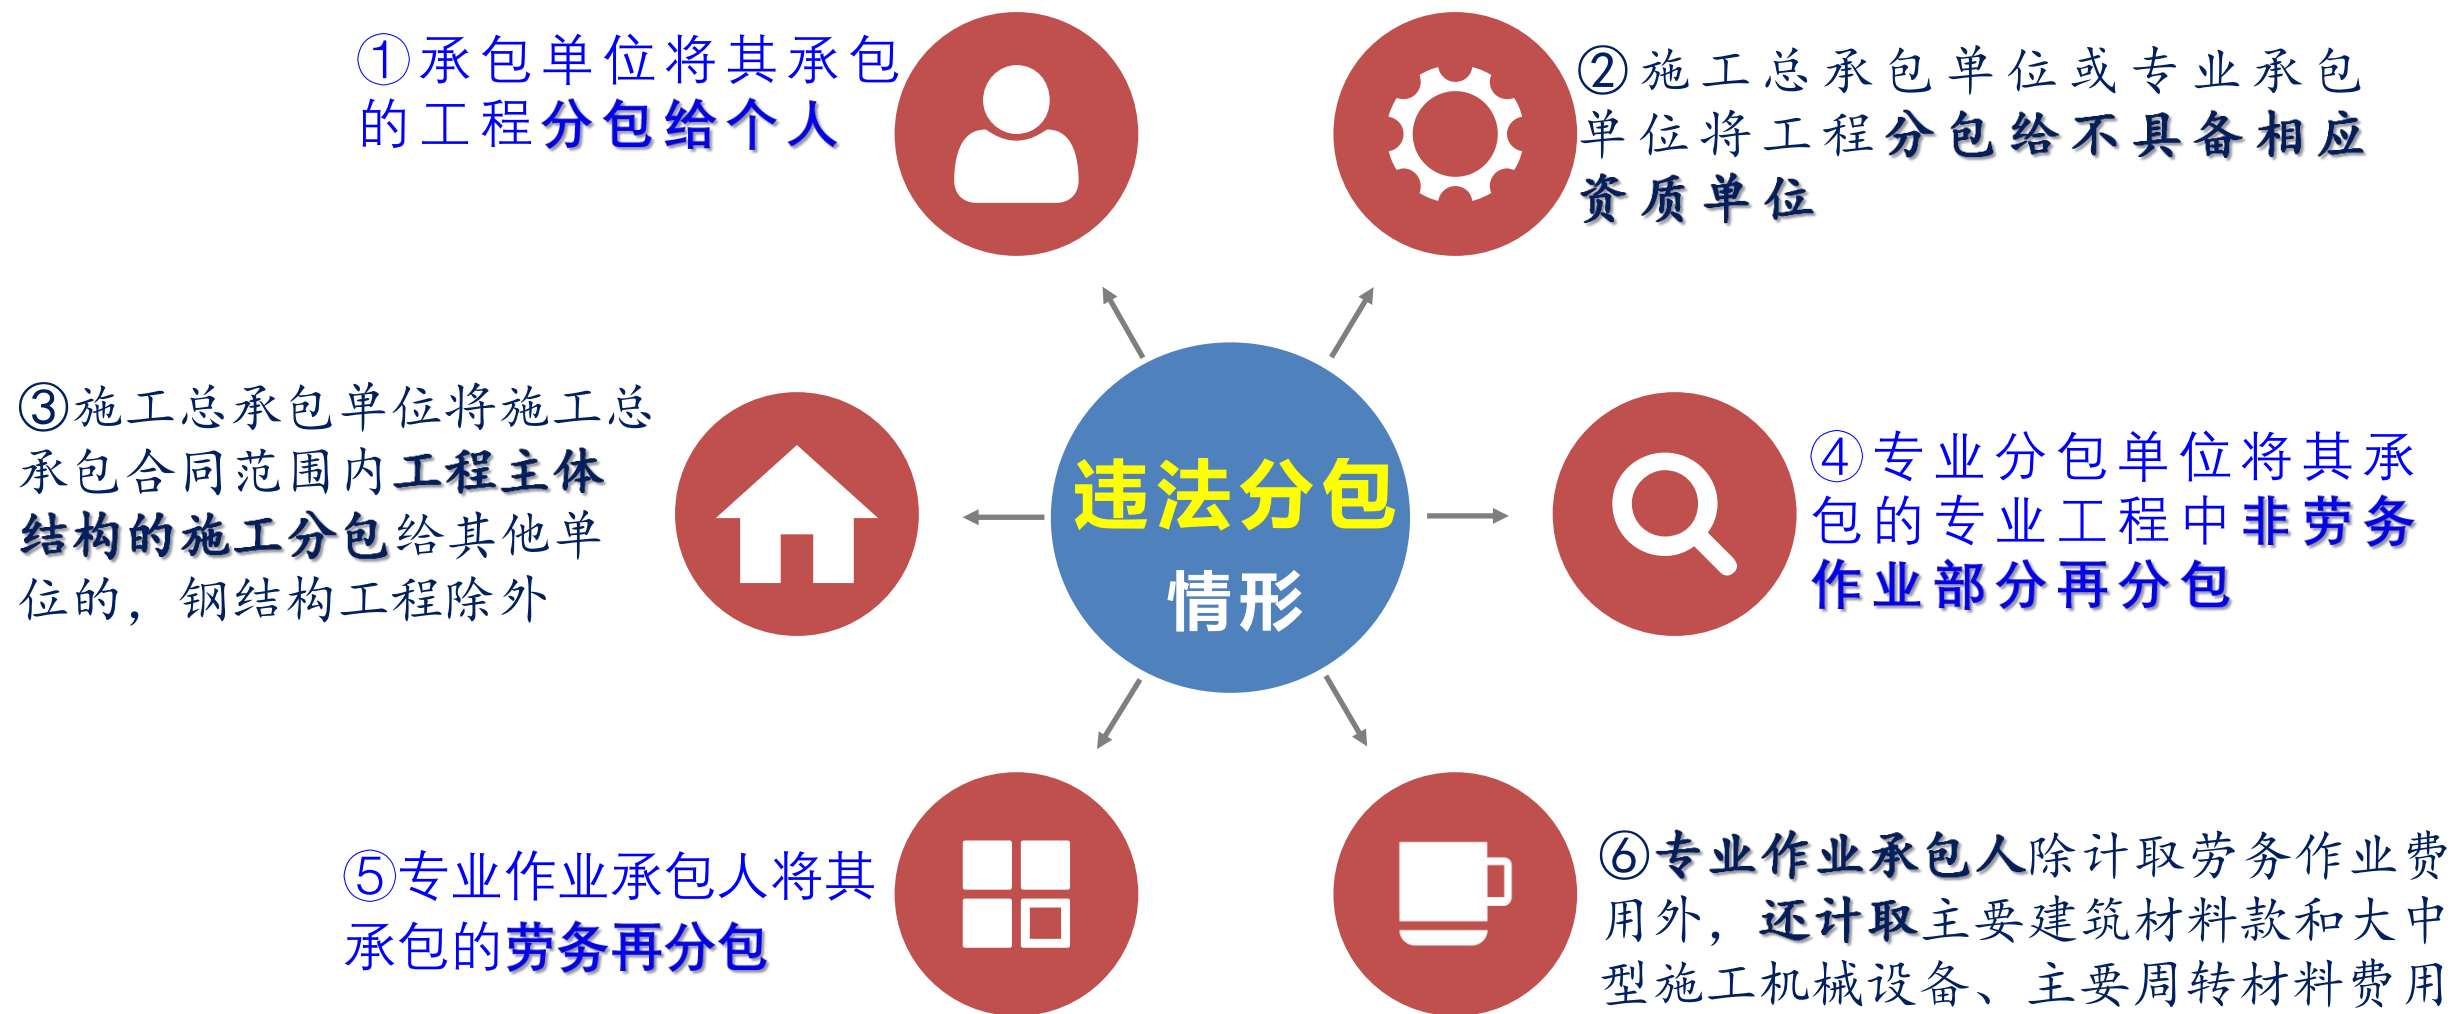 ①承包单位将其承包
的工程分包给个人
②施工总承包单位或专业承包
单位将工程分包给不具备相应
资质单位
③施工总承包单位将施工总
承包合同范围内工程主体
结构的施工分包给其他单
位的，钢结构工程除外
违法分包
情形
④专业分包单位将其承
包的专业工程中非劳务
作业部分再分包
⑤专业作业承包人将其
承包的劳务再分包
⑥专业作业承包人除计取劳务作业费
用外，还计取主要建筑材料款和大中
型施工机械设备、主要周转材料费用